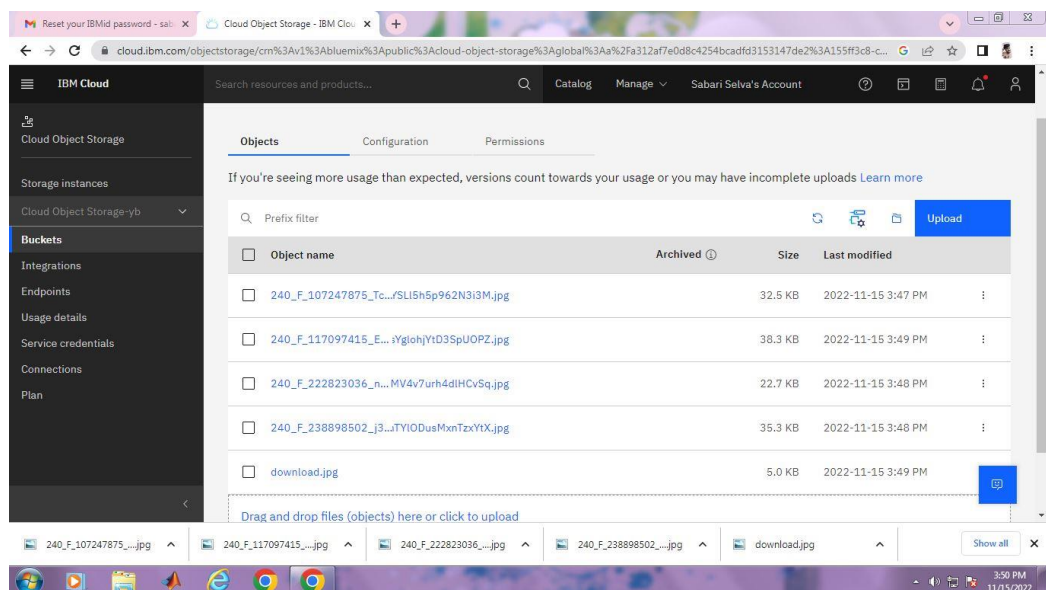 Reset your IBMid password - sab
Cloud Object Storage - IBM Clou
cloud.ibm.com/objectstorage/crn%3Av1%3Abluemix%3Apublic%3Acloud-object-storage%3Aglobal%3Aa%2Fa312af7e0d8c4254bcadfd3153147de2%3A155ff3c8-c...
IBM Cloud
Search resources and products...
Catalog
Manage
Sabari Selva's Account
Cloud Object Storage
Storage instances
Cloud Object Storage-yb
Buckets
Integrations
Endpoints
Usage details
Service credentials
Connections
Plan
Objects Configuration Permissions
If you're seeing more usage than expected, versions count towards your usage or you may have incomplete uploads Learn more
Prefix filter
Upload
Object name Archived Size Last modified
240_F_107247875_Tc...rSLI5h5p962N3i3M.jpg 32.5 KB 2022-11-15 3:47 PM
240_F_117097415_E...sYglohjYtD3SpUOPZ.jpg 38.3 KB 2022-11-15 3:49 PM
240_F_222823036_n...MV4v7urh4dlHCvSq.jpg 22.7 KB 2022-11-15 3:48 PM
240_F_238898502_j3...TYlODusMxnTzxYtX.jpg 35.3 KB 2022-11-15 3:48 PM
download.jpg 5.0 KB 2022-11-15 3:49 PM
Drag and drop files (objects) here or click to upload
240_F_107247875_....jpg
240_F_117097415_....jpg
240_F_222823036_....jpg
240_F_238898502_....jpg
download.jpg
Show all
3:50 PM
11/15/2022